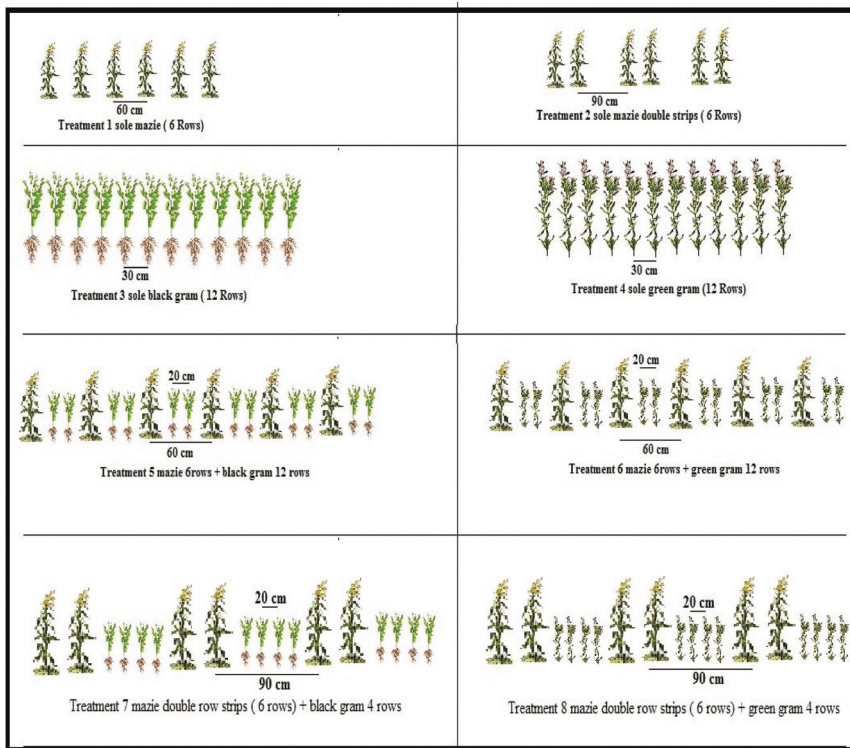 60 cm
Treatment 1 sole mazie ( 6 Rows)
90 cm
Treatment 2 sole mazie double strips ( 6 Rows)
30 cm
Treatment 3 sole black gram ( 12 Rows)
30 cm
Treatment 4 sole green gram (12 Rows)
20 cm
60 cm
Treatment 5 mazie 6rows + black gram 12 rows
20 cm
60 cm
Treatment 6 mazie 6rows + green gram 12 rows
20 cm
90 cm
Treatment 7 mazie double row strips ( 6 rows) + black gram 4 rows
20 cm
90 cm
Treatment 8 mazie double row strips ( 6 rows) + green gram 4 rows